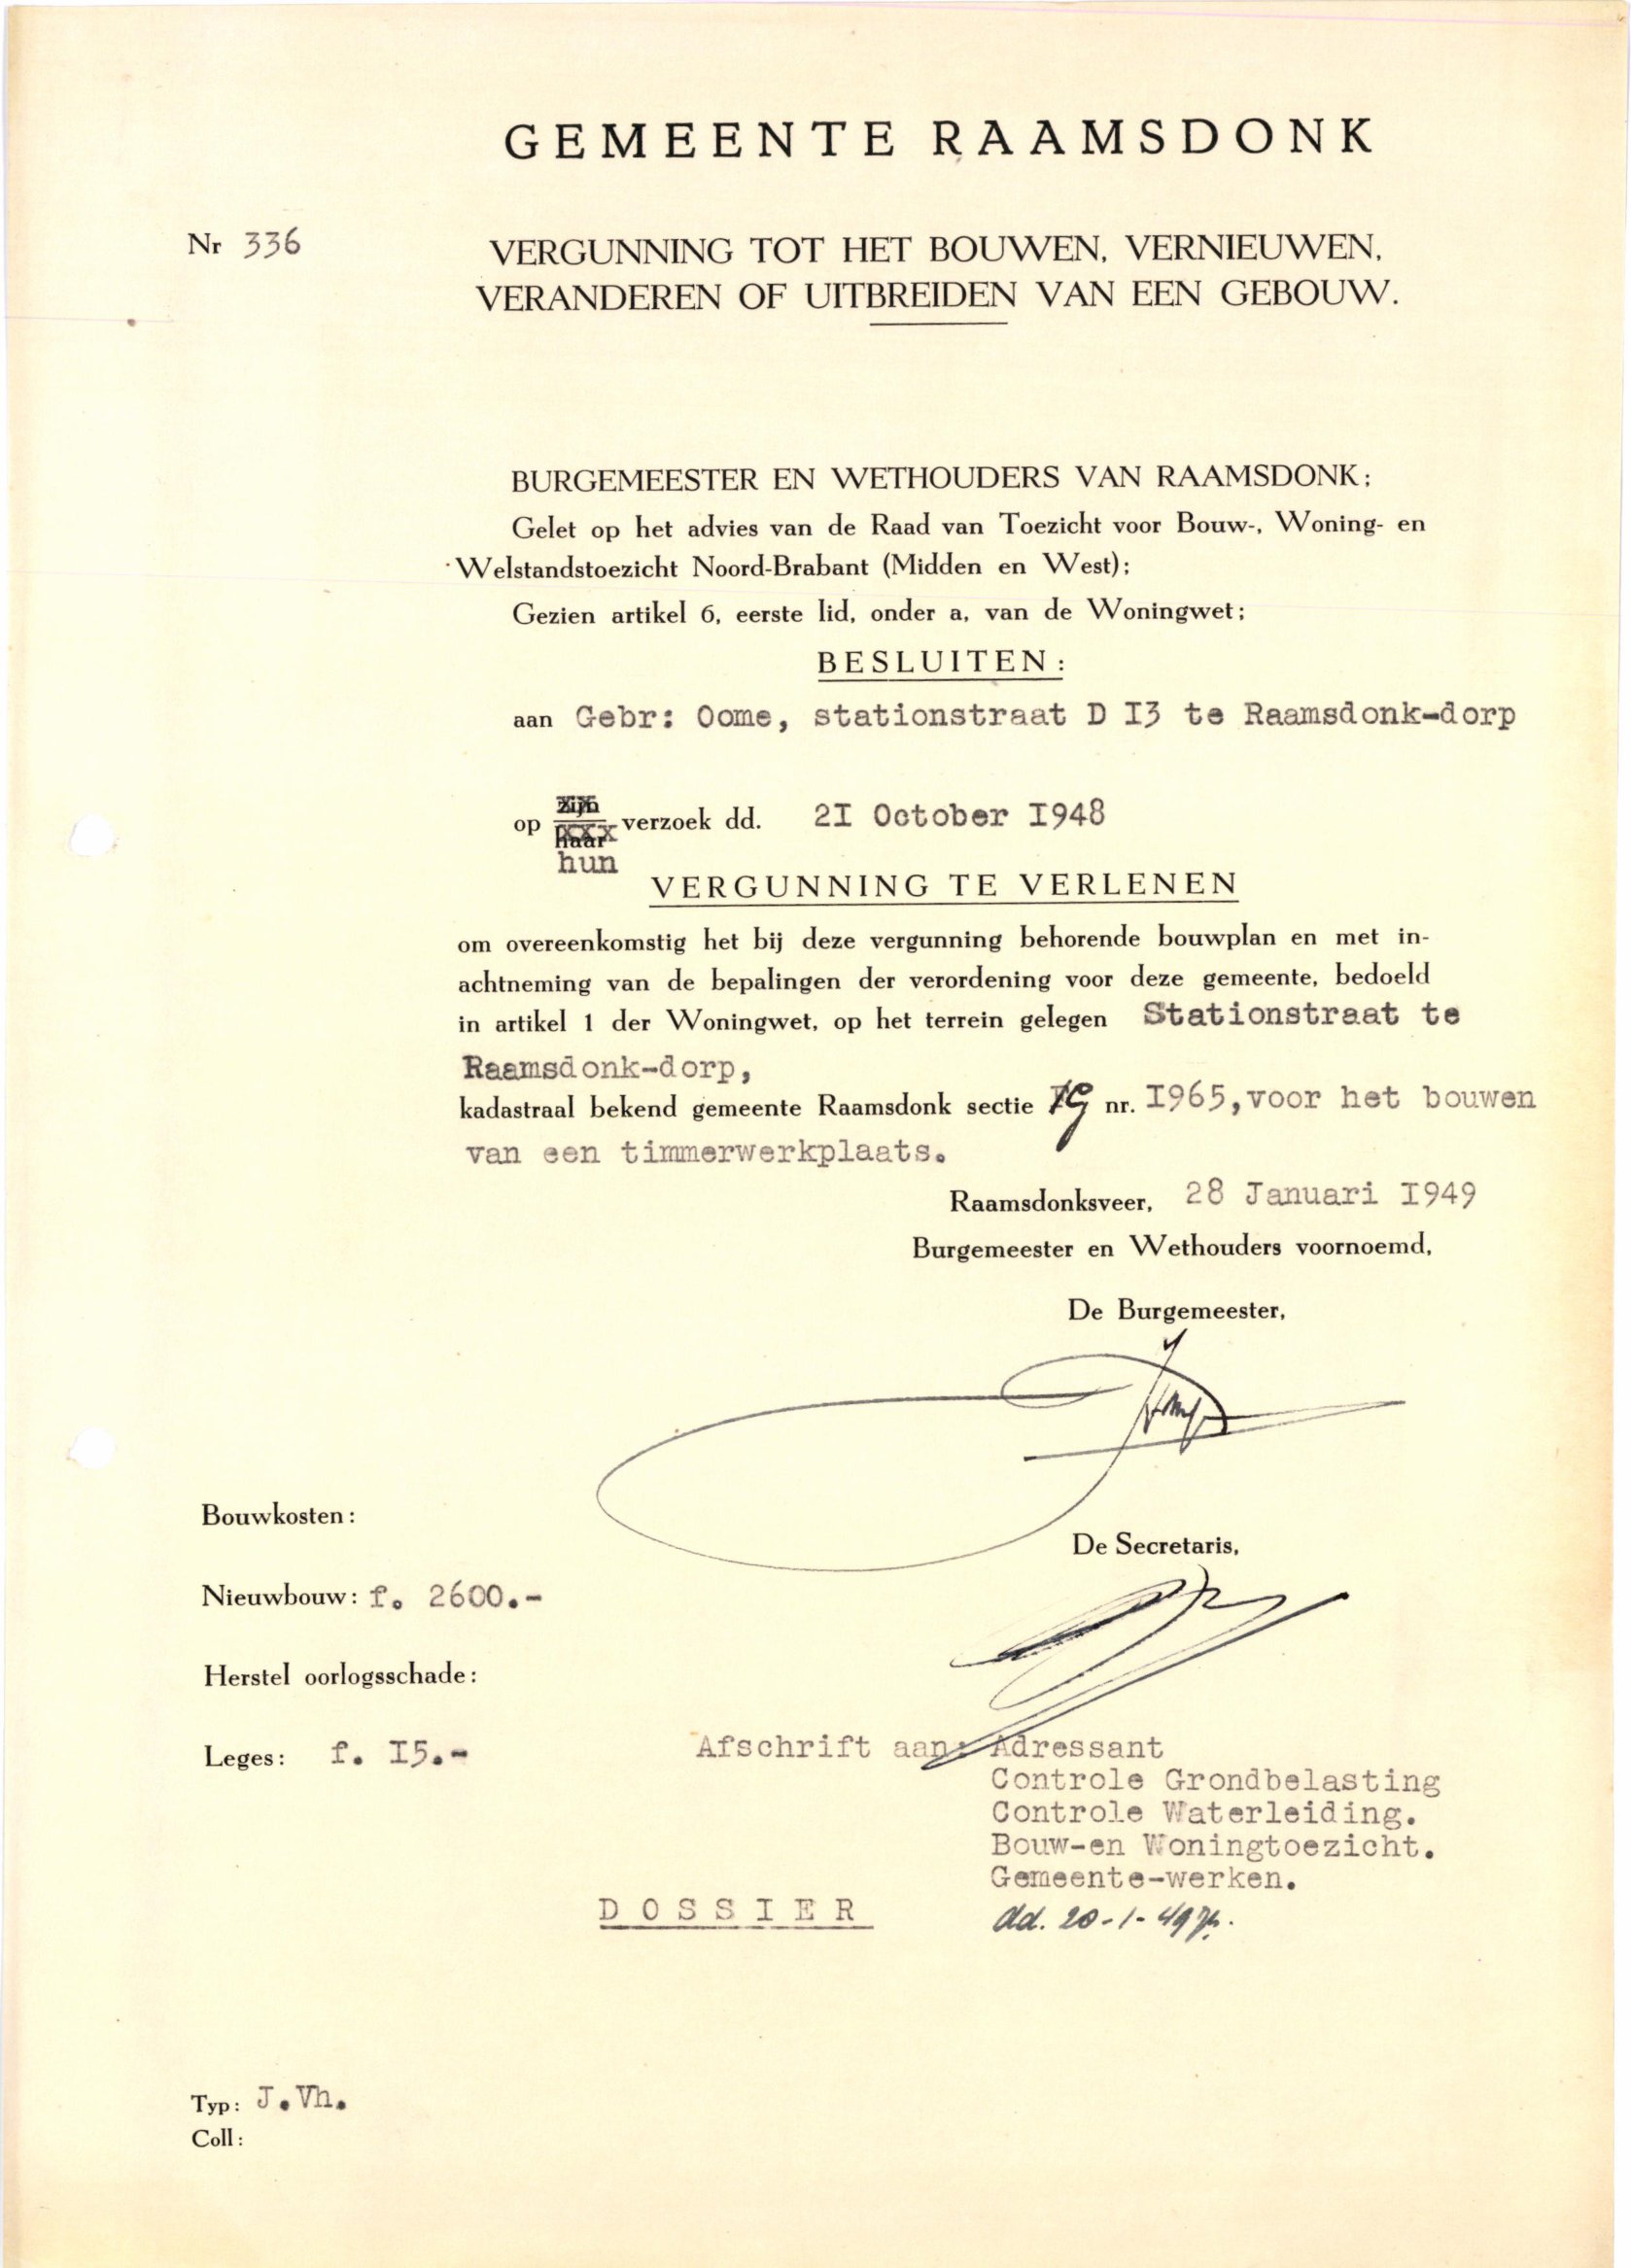 GEMEENTE RAAMSDONK
Nr 336
VERGUNNING TOT HET BOUWEN, VERNIEUWEN,
VERANDEREN OF UITBREIDEN VAN EEN GEBOUW.
BURGEMEESTER EN WETHOUDERS VAN RAAMSDONK;
Gelet op het advies van de Raad van Toezicht voor Bouw-, Woning- en
Welstandstoezicht Noord-Brabant (Midden en West);
Gezien artikel 6, eerste lid, onder a, van de Woningwet;
BESLUITEN:
aan Gebr: Oome, stationstraat D I3 te Raamsdonk-dorp
zijn
op haar verzoek dd. 2I October I948
hun
VERGUNNING TE VERLENEN
om overeenkomstig het bij deze vergunning behorende bouwplan en met in-
achtneming van de bepalingen der verordening voor deze gemeente, bedoeld
in artikel 1 der Woningwet, op het terrein gelegen Stationstraat te
Raamsdonk-dorp,
kadastraal bekend gemeente Raamsdonk sectie G nr. I965, voor het bouwen
van een timmerwerkplaats.
Raamsdonksveer, 28 Januari I949
Burgemeester en Wethouders voornoemd,
De Burgemeester,
Bouwkosten:
De Secretaris,
Nieuwbouw: f. 2600.-
Herstel oorlogsschade:
Leges: f. I5.-
Afschrift aan: Adressant
Controle Grondbelasting
Controle Waterleiding.
Bouw-en Woningtoezicht.
Gemeente-werken.
DOSSIER
dd. 20-1-49
Typ: J.Vh.
Coll: